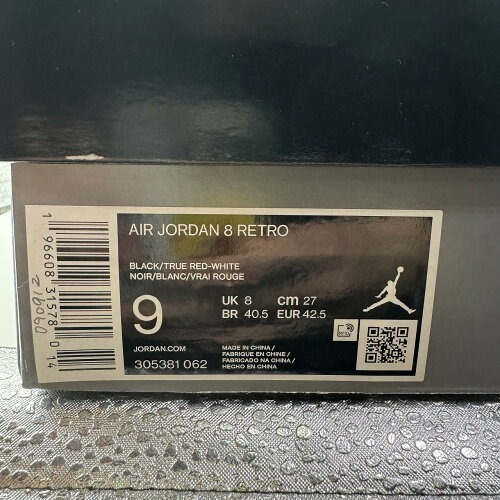 AIR JORDAN 8 RETRO
BLACK/TRUE RED-WHITE
NOIR/BLANC/VRAI ROUGE
9
UK 8 cm 27
BR 40.5 EUR 42.5
JORDAN.COM
305381 062
MADE IN CHINA /
FABRIQUE EN CHINE /
FABRICADO NA CHINA /
HECHO EN CHINA
1 96608 31578 0 14